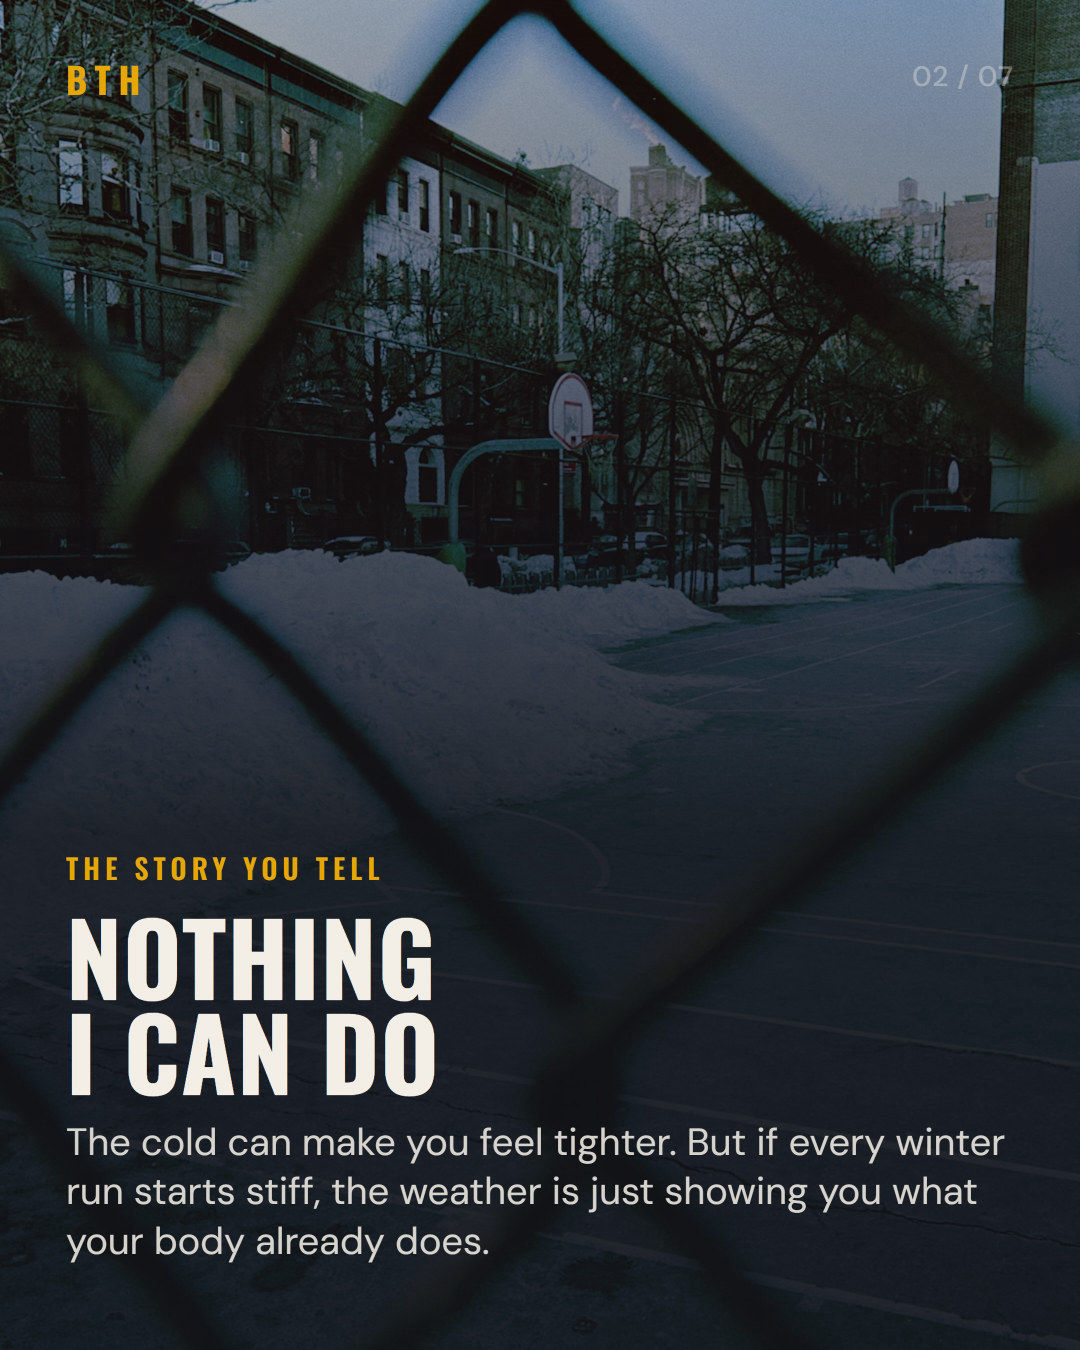 BTH
02 / 07
THE STORY YOU TELL
NOTHING
I CAN DO
The cold can make you feel tighter. But if every winter
run starts stiff, the weather is just showing you what
your body already does.